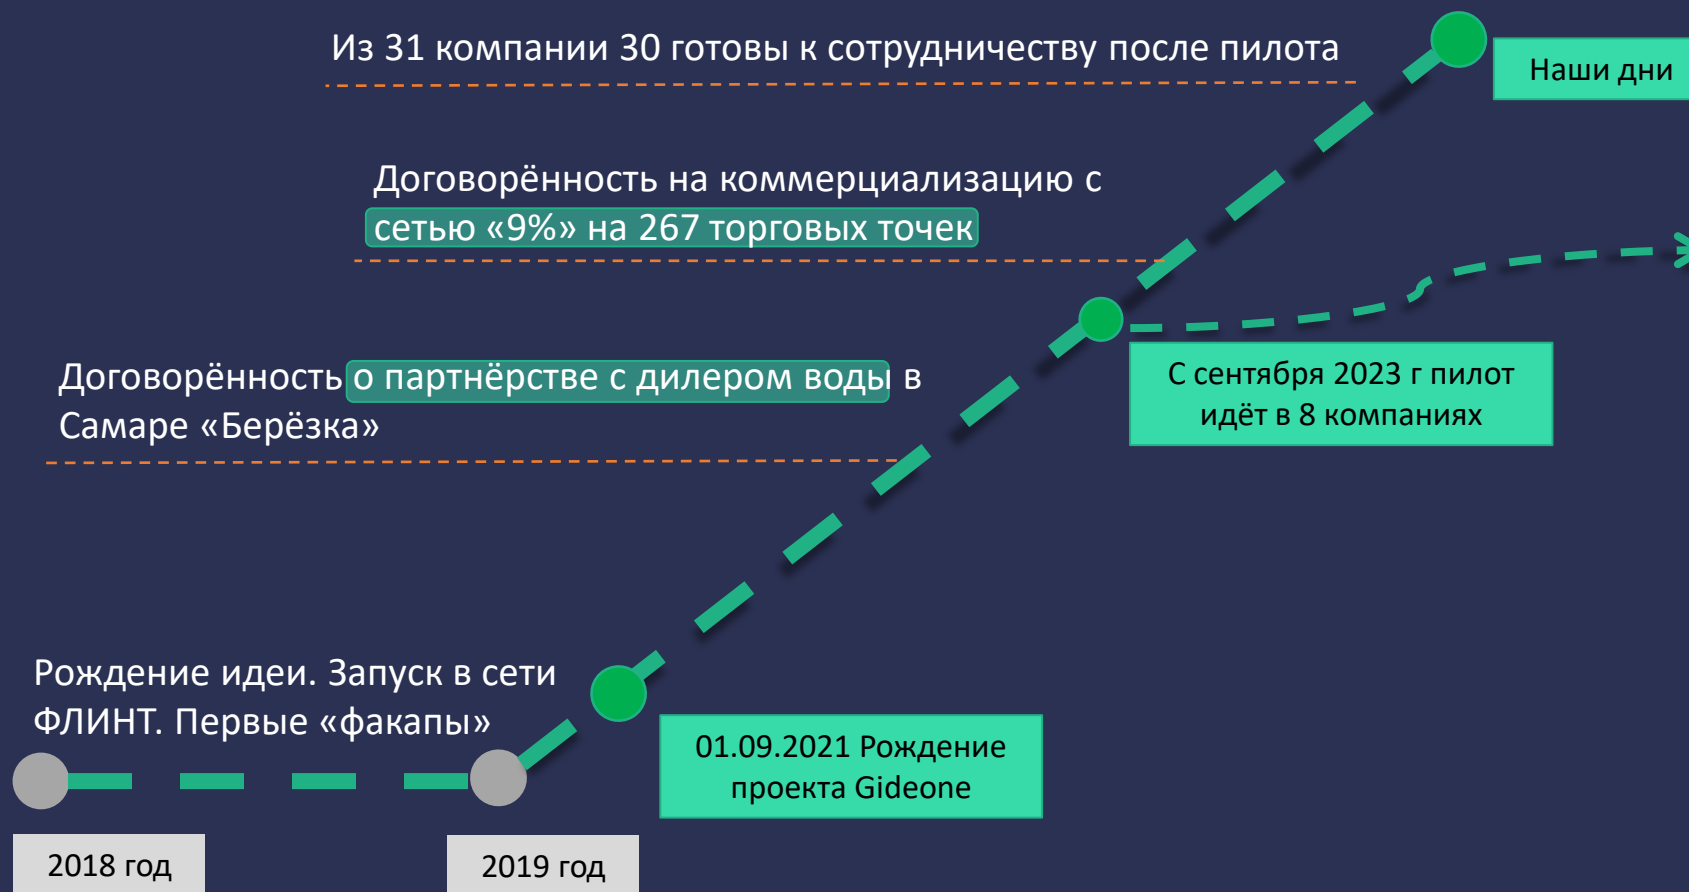 Из 31 компании 30 готовы к сотрудничеству после пилота
Наши дни
Договорённость на коммерциализацию с
сетью «9%» на 267 торговых точек
С сентября 2023 г пилот
идёт в 8 компаниях
Договорённость о партнёрстве с дилером воды в
Самаре «Берёзка»
Рождение идеи. Запуск в сети
ФЛИНТ. Первые «факапы»
01.09.2021 Рождение
проекта Gideone
2018 год
2019 год